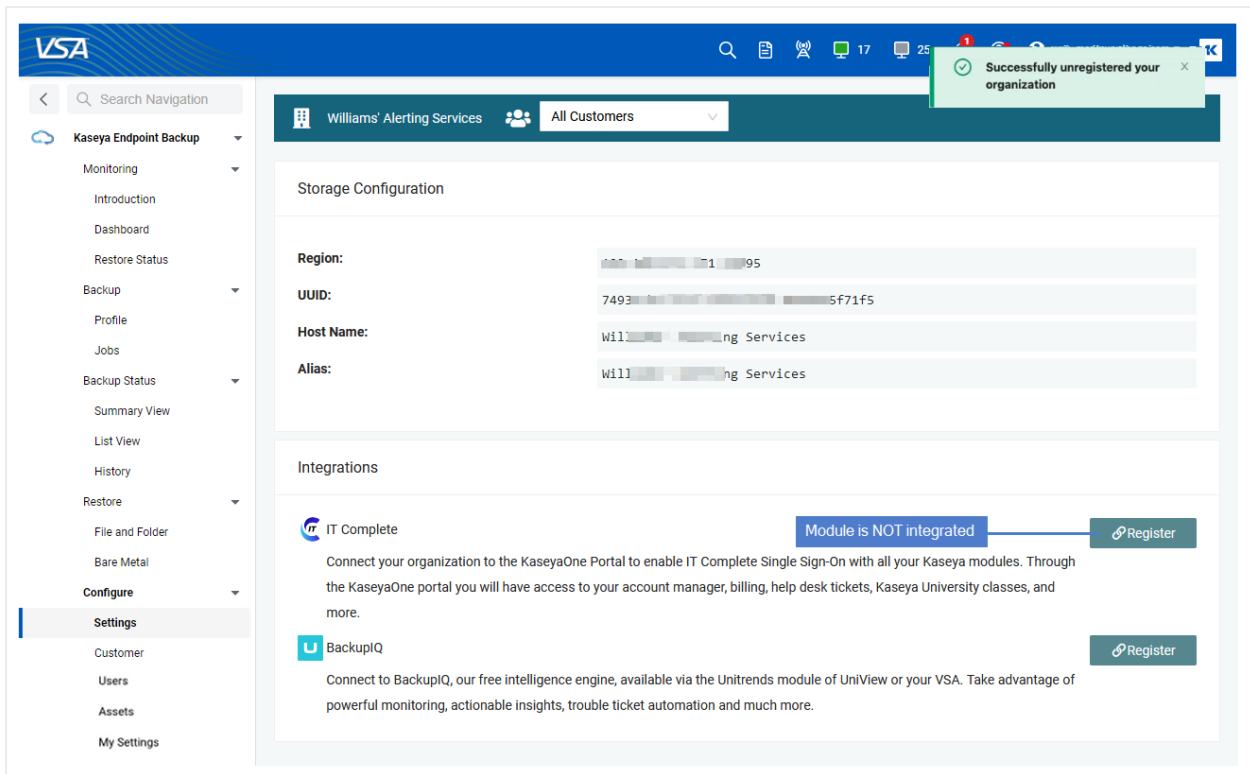 VSA
17
25
1
Successfully unregistered your
organization
X
Search Navigation
Kaseya Endpoint Backup
Monitoring
Introduction
Dashboard
Restore Status
Backup
Profile
Jobs
Backup Status
Summary View
List View
History
Restore
File and Folder
Bare Metal
Configure
Settings
Customer
Users
Assets
My Settings
Williams' Alerting Services
All Customers
Storage Configuration
Region:
UUID:
7493 5f71f5
Host Name:
ng Services
Alias:
ng Services
Integrations
IT Complete
Module is NOT integrated
Register
Connect your organization to the KaseyaOne Portal to enable IT Complete Single Sign-On with all your Kaseya modules. Through
the KaseyaOne portal you will have access to your account manager, billing, help desk tickets, Kaseya University classes, and
more.
U BackupIQ
Register
Connect to BackupIQ, our free intelligence engine, available via the Unitrends module of UniView or your VSA. Take advantage of
powerful monitoring, actionable insights, trouble ticket automation and much more.